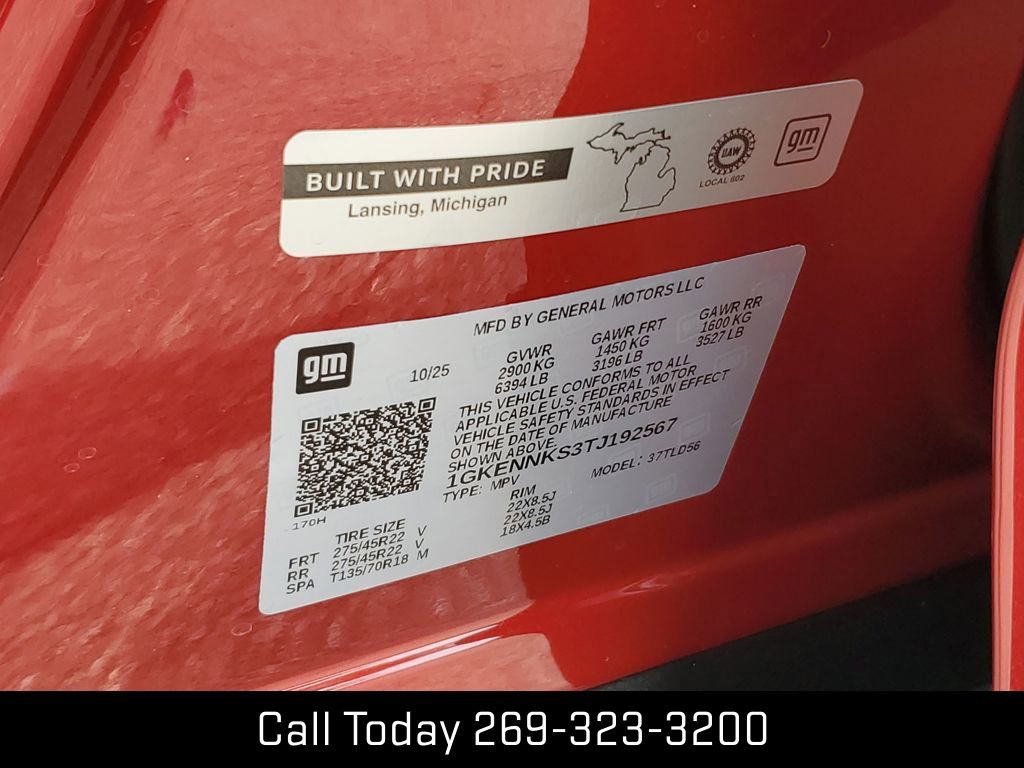 BUILT WITH PRIDE
Lansing, Michigan
UAW
LOCAL 602
gm
MFD BY GENERAL MOTORS LLC
gm
10/25
GVWR
2900 KG
6394 LB
GAWR FRT
1450 KG
3196 LB
GAWR RR
1600 KG
3527 LB
THIS VEHICLE CONFORMS TO ALL
APPLICABLE U.S. FEDERAL MOTOR
VEHICLE SAFETY STANDARDS IN EFFECT
ON THE DATE OF MANUFACTURE
SHOWN ABOVE.
1GKENNKS3TJ192567
TYPE: MPV
MODEL: 37TLD56
170H
TIRE SIZE
RIM
FRT 275/45R22 V 22X8.5J
RR 275/45R22 V 22X8.5J
SPA T135/70R18 M 18X4.5B
Call Today 269-323-3200